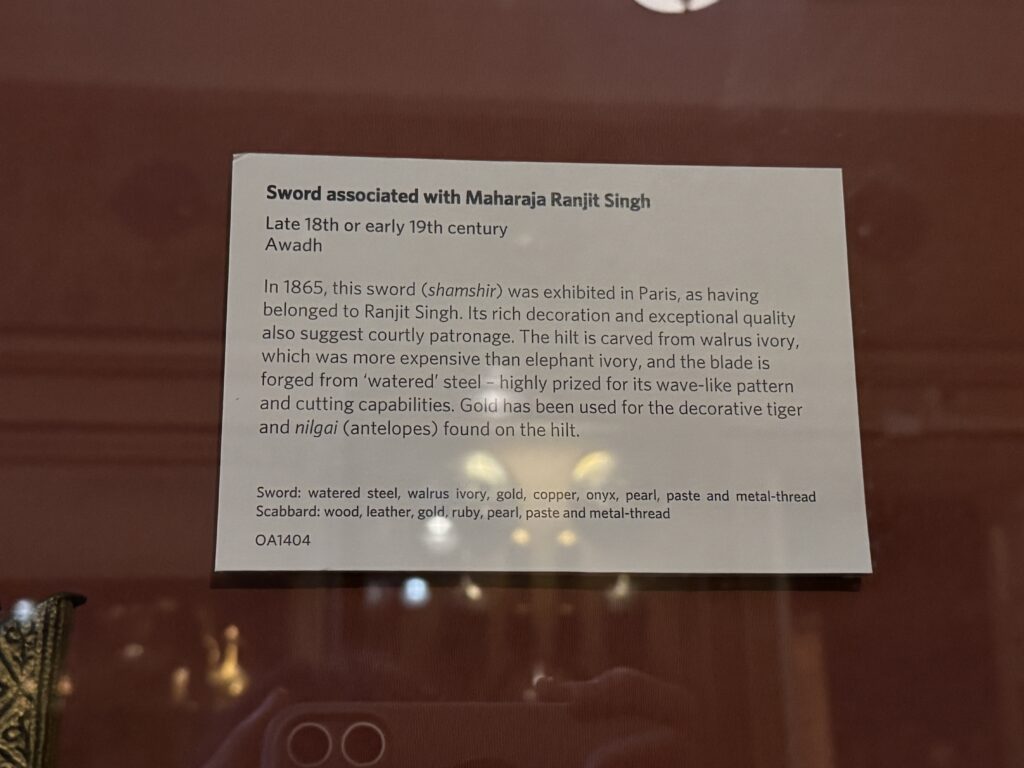 Sword associated with Maharaja Ranjit Singh
Late 18th or early 19th century
Awadh
In 1865, this sword (shamshir) was exhibited in Paris, as having
belonged to Ranjit Singh. Its rich decoration and exceptional quality
also suggest courtly patronage. The hilt is carved from walrus ivory,
which was more expensive than elephant ivory, and the blade is
forged from ‘watered’ steel – highly prized for its wave-like pattern
and cutting capabilities. Gold has been used for the decorative tiger
and nilgai (antelopes) found on the hilt.
Sword: watered steel, walrus ivory, gold, copper, onyx, pearl, paste and metal-thread
Scabbard: wood, leather, gold, ruby, pearl, paste and metal-thread
OA1404